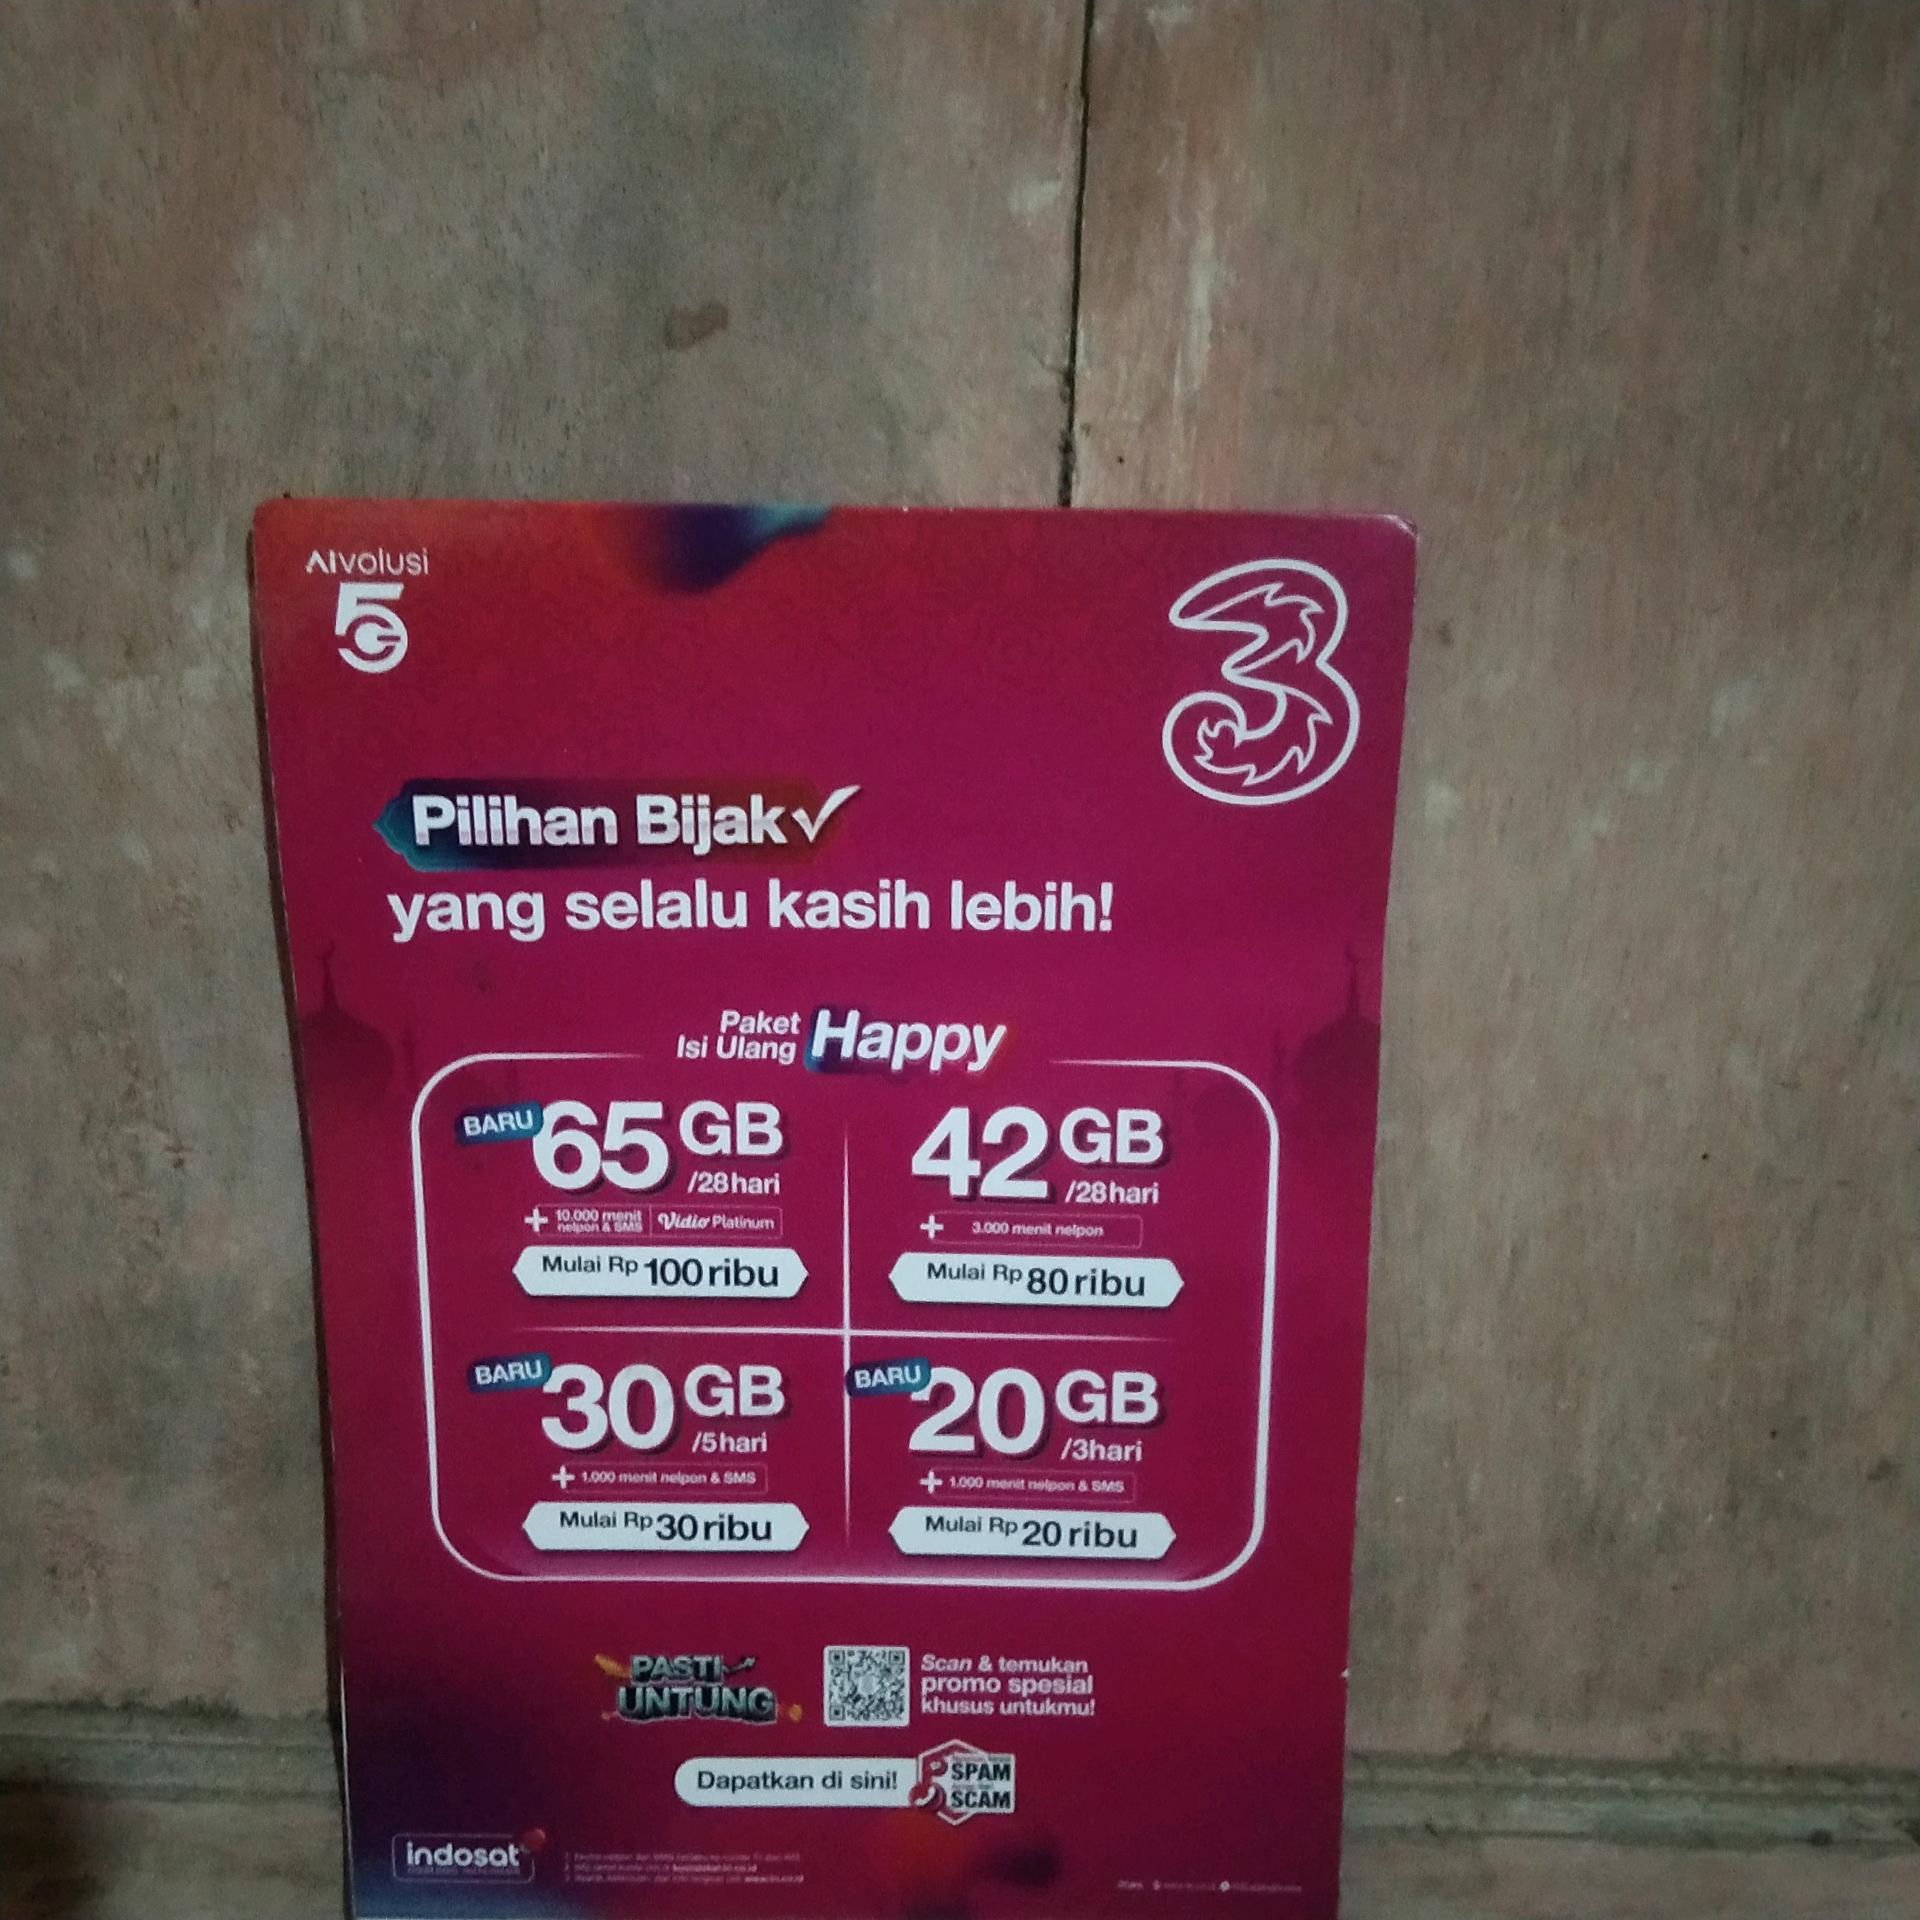 AIvolusi
5G
3
Pilihan Bijak
yang selalu kasih lebih!
Paket
Isi Ulang Happy
BARU 65 GB
/28hari
+ 10.000 menit
nelpon & SMS
Vidio Platinum
Mulai Rp 100 ribu
42 GB
/28hari
+ 3.000 menit nelpon
Mulai Rp 80 ribu
BARU 30 GB
/5hari
+ 1.000 menit nelpon & SMS
Mulai Rp 30 ribu
BARU 20 GB
/3hari
+ 1.000 menit nelpon & SMS
Mulai Rp 20 ribu
PASTI
UNTUNG
Scan & temukan
promo spesial
khusus untukmu!
Dapatkan di sini!
SPAM
SCAM
indosat